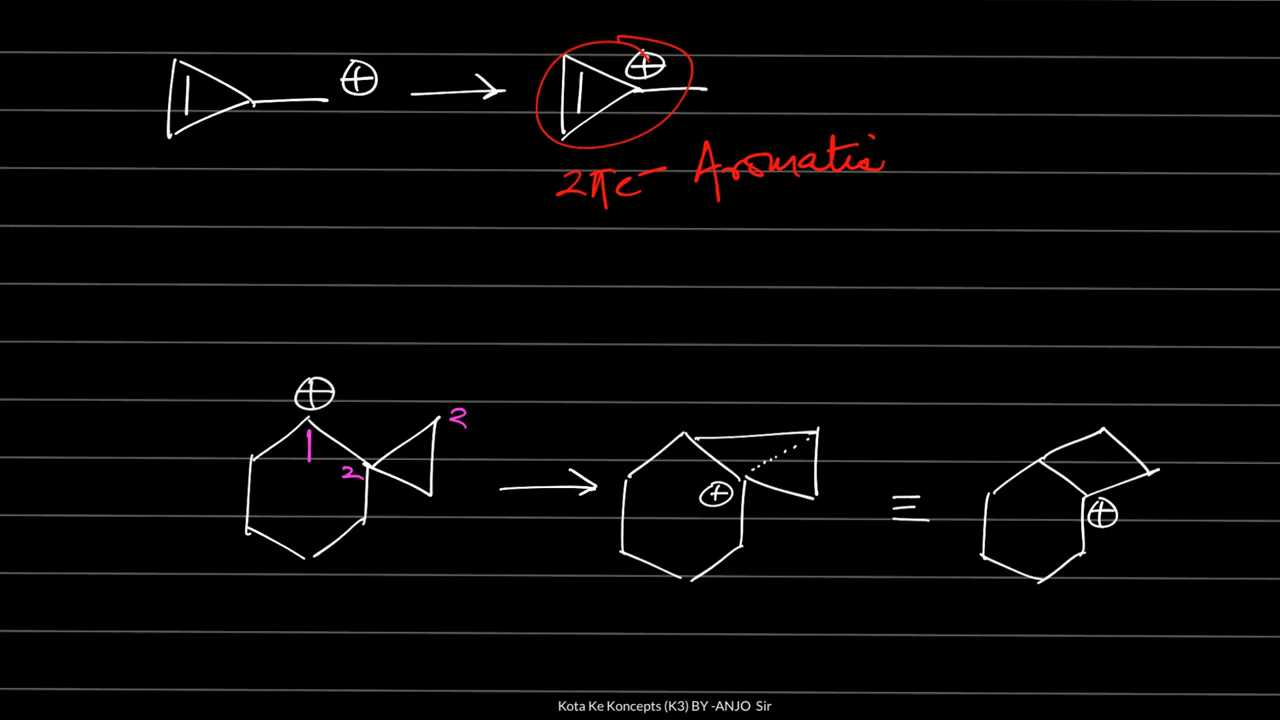 ⊕ ⊕
2πe⁻ Aromatic
⊕
1 2 2
⊕ ≡ ⊕
Kota Ke Koncepts (K3) BY -ANJO Sir